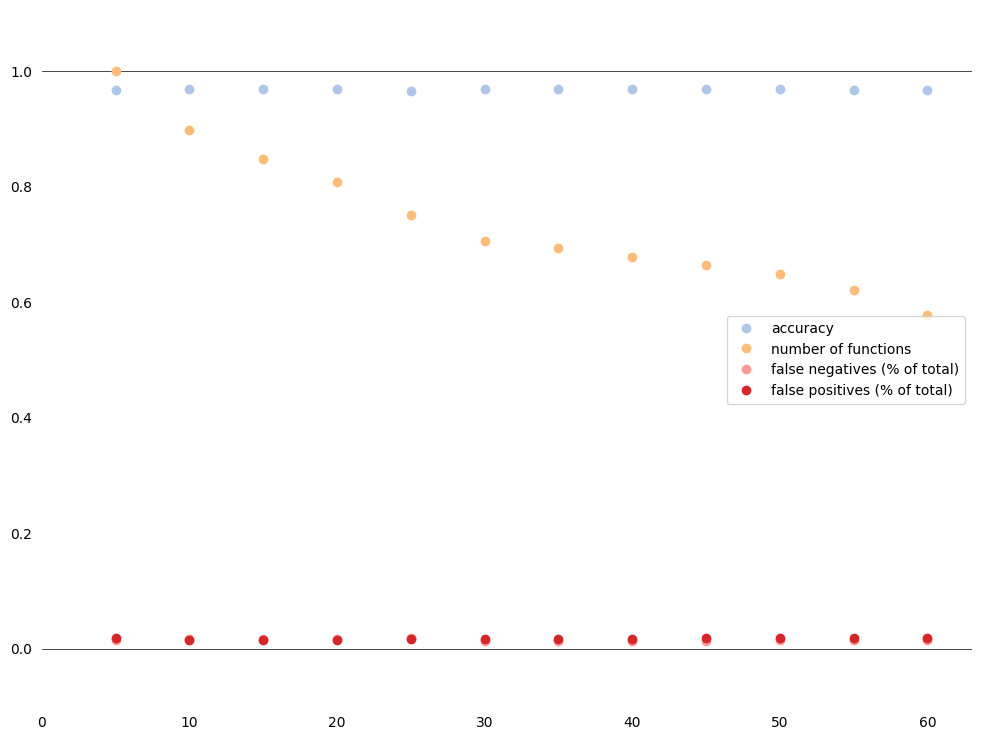 1.0
0.8
0.6
accuracy
number of functions
false negatives (% of total)
false positives (% of total)
0.4
0.2
0.0
0 10 20 30 40 50 60